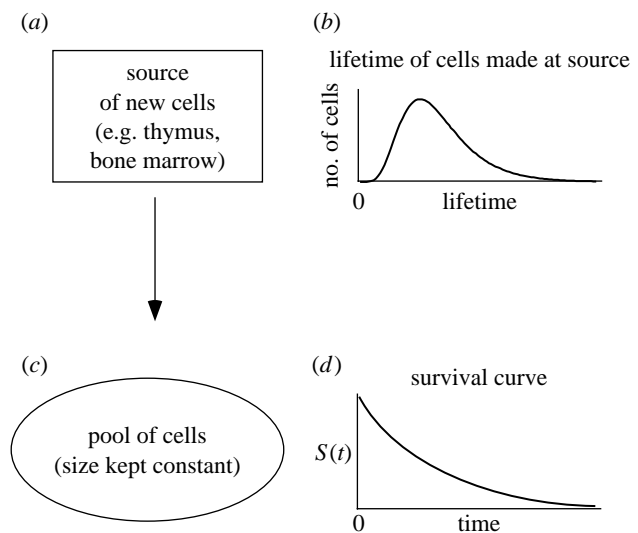 (a)
source
of new cells
(e.g. thymus,
bone marrow)
(b)
lifetime of cells made at source
no. of cells
0
lifetime
(c)
pool of cells
(size kept constant)
(d)
survival curve
S(t)
0
time